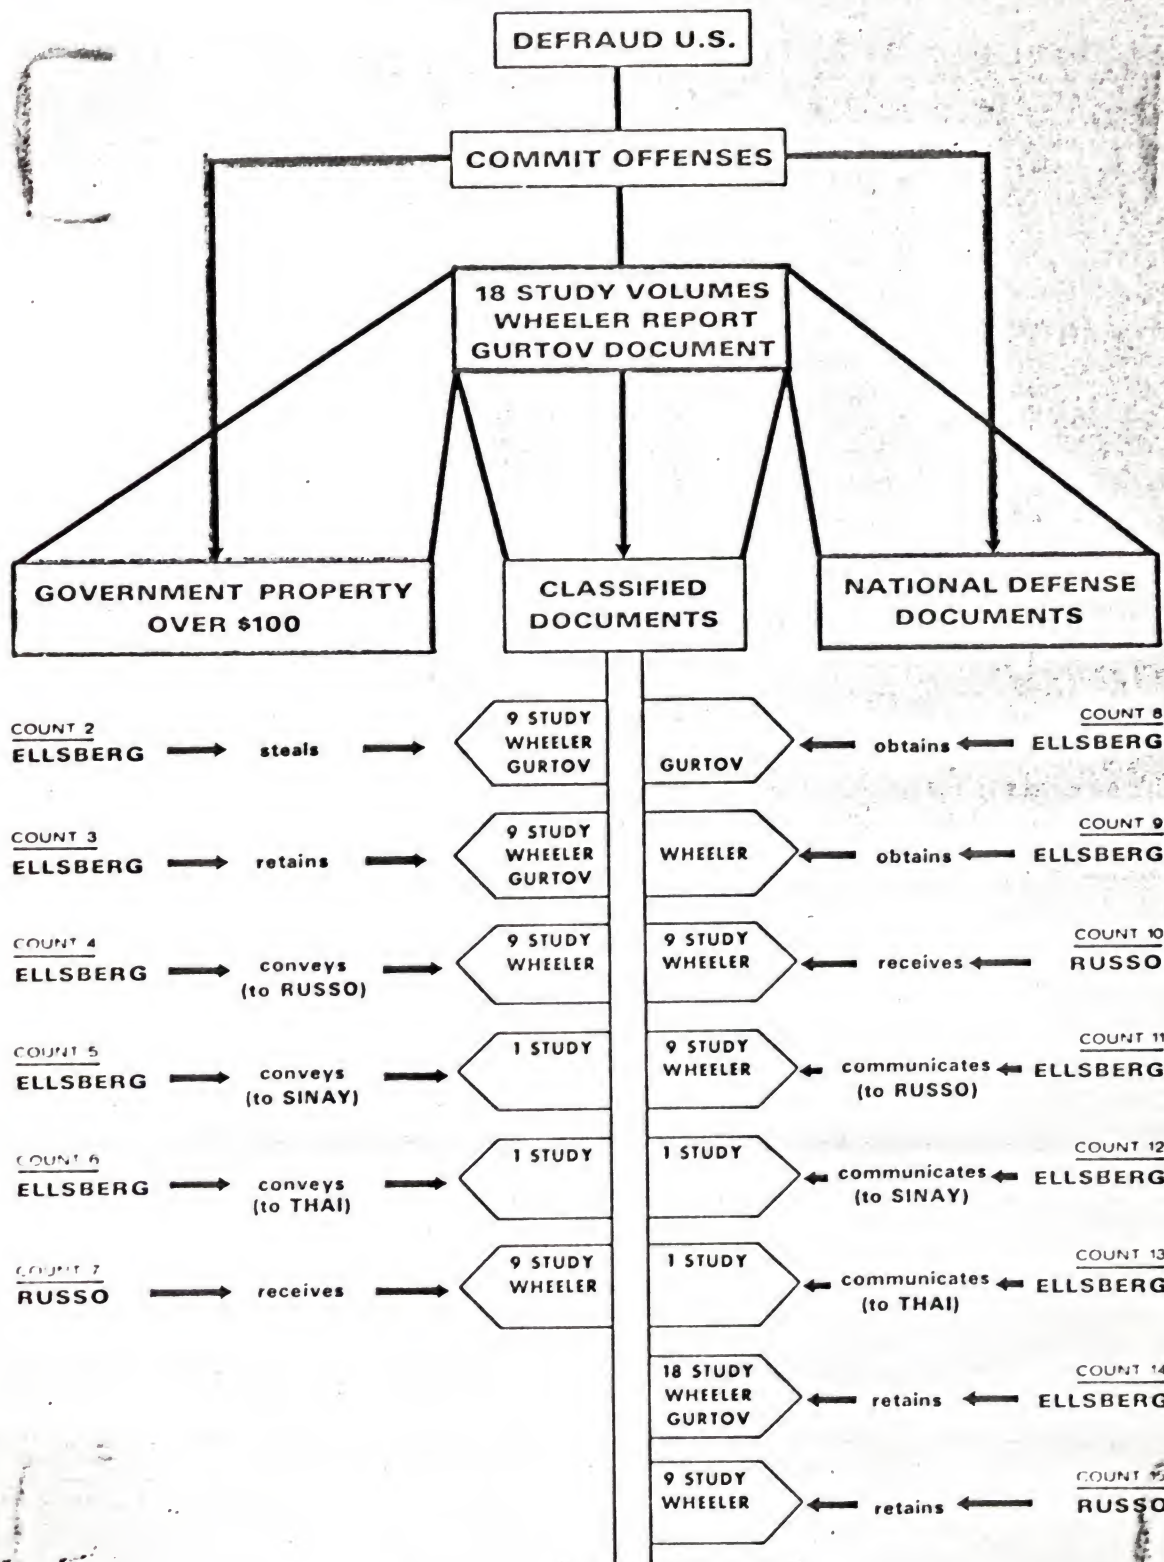 DEFRAUD U.S.
COMMIT OFFENSES
18 STUDY VOLUMES
WHEELER REPORT
GURTOV DOCUMENT
GOVERNMENT PROPERTY
OVER $100
CLASSIFIED
DOCUMENTS
NATIONAL DEFENSE
DOCUMENTS
COUNT 2
ELLSBERG
steals
9 STUDY
WHEELER
GURTOV
GURTOV
obtains
COUNT 8
ELLSBERG
COUNT 3
ELLSBERG
retains
9 STUDY
WHEELER
GURTOV
WHEELER
obtains
COUNT 9
ELLSBERG
COUNT 4
ELLSBERG
conveys
(to RUSSO)
9 STUDY
WHEELER
9 STUDY
WHEELER
receives
COUNT 10
RUSSO
COUNT 5
ELLSBERG
conveys
(to SINAY)
1 STUDY
9 STUDY
WHEELER
communicates
(to RUSSO)
COUNT 11
ELLSBERG
COUNT 6
ELLSBERG
conveys
(to THAI)
1 STUDY
1 STUDY
communicates
(to SINAY)
COUNT 12
ELLSBERG
COUNT 7
RUSSO
receives
9 STUDY
WHEELER
1 STUDY
communicates
(to THAI)
COUNT 13
ELLSBERG
18 STUDY
WHEELER
GURTOV
retains
COUNT 14
ELLSBERG
9 STUDY
WHEELER
retains
COUNT 15
RUSSO